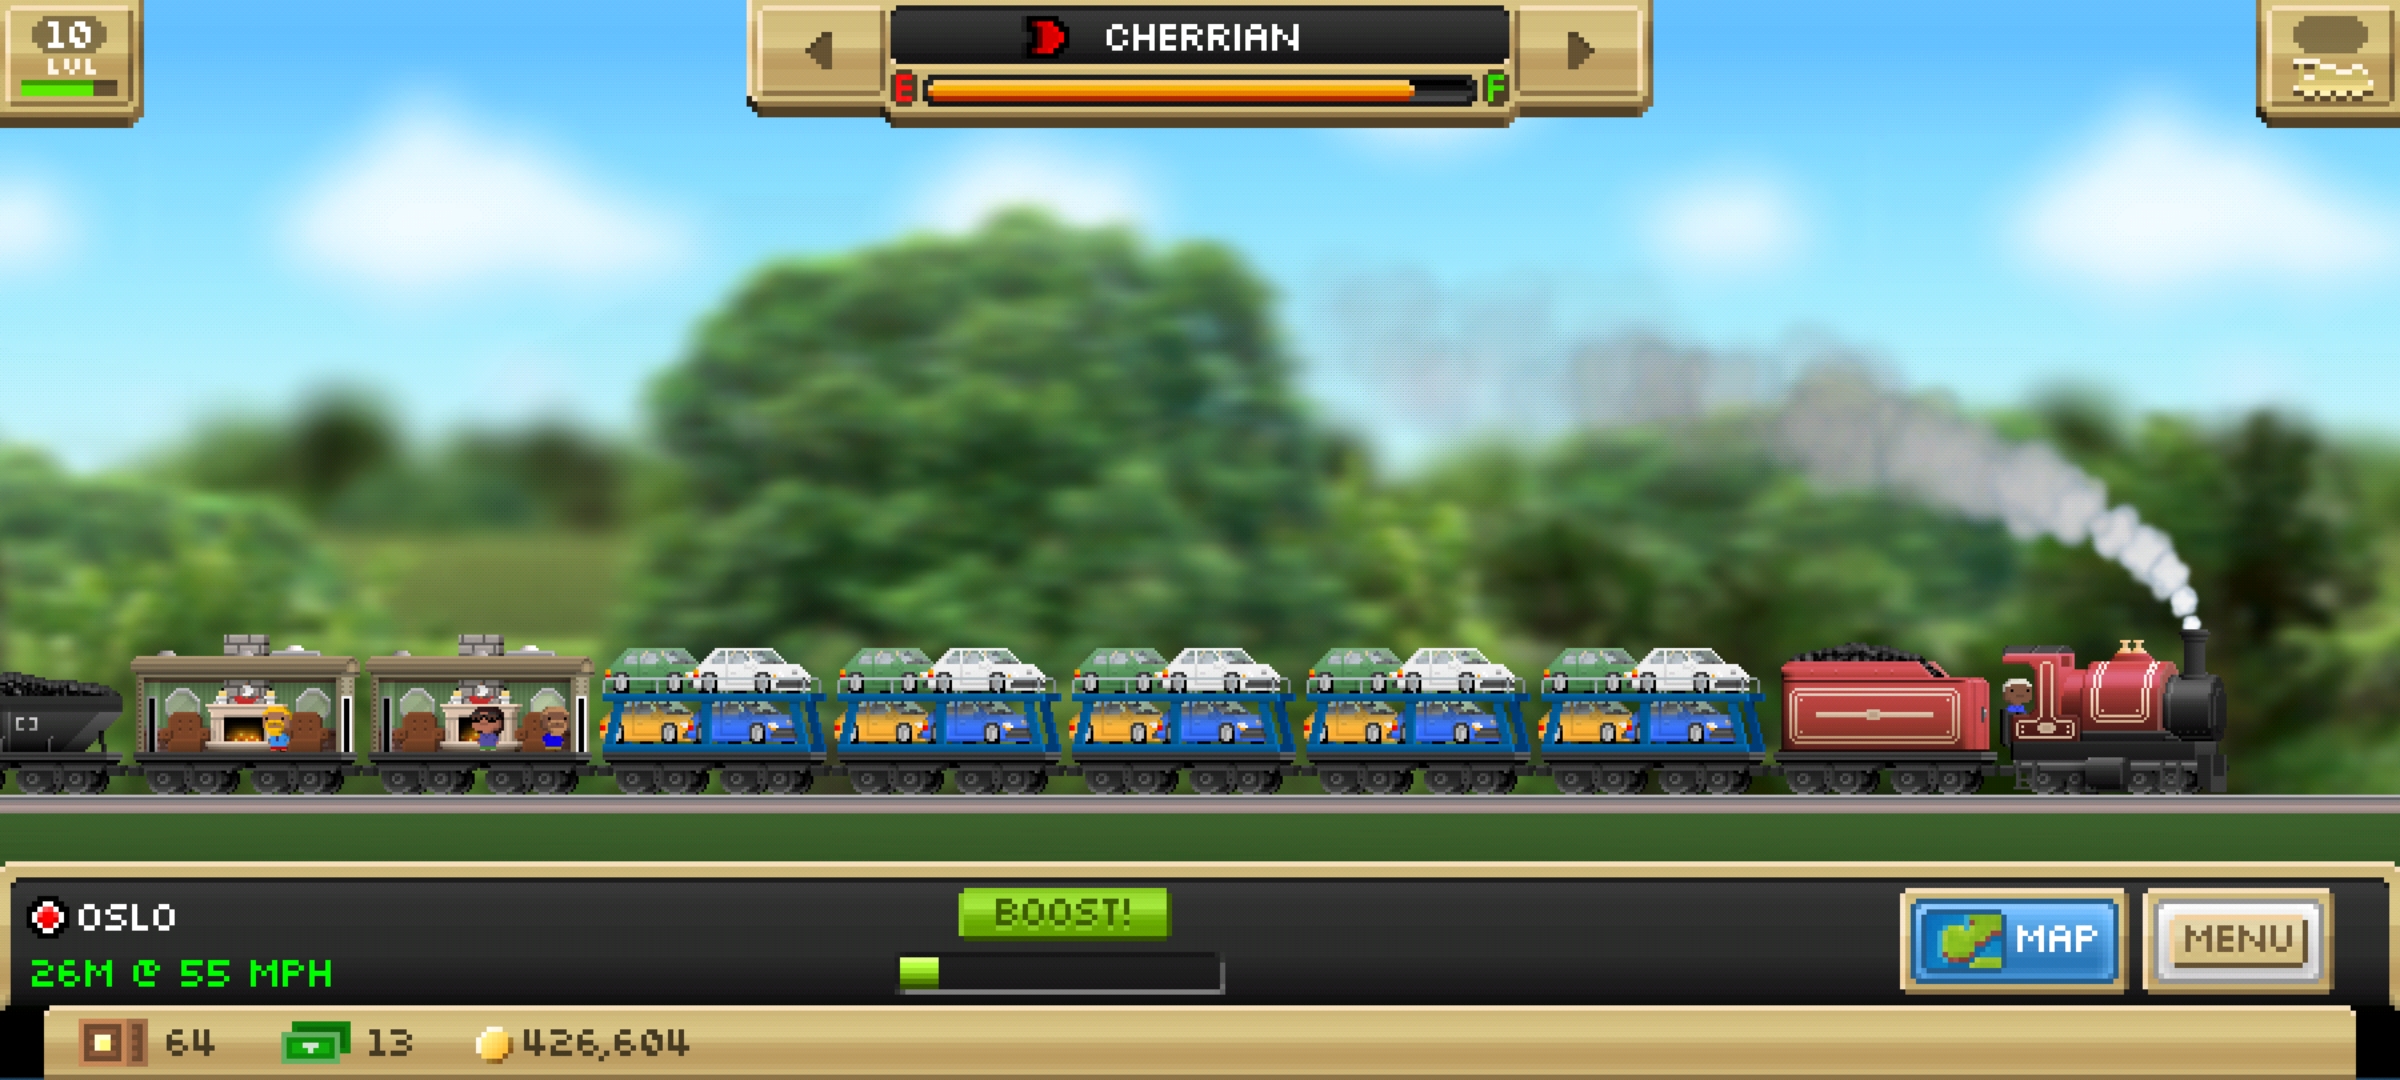 10
LVL
CHERRIAN
E F
OSLO
26M @ 55 MPH
BOOST!
MAP
MENU
64
13
426,604